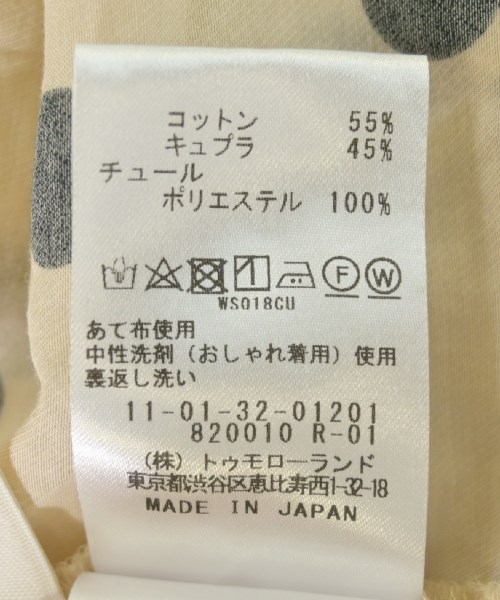 コットン 55%
キュプラ 45%
チュール
ポリエステル 100%
F W
WS018CU
あて布使用
中性洗剤(おしゃれ着用)使用
裏返し洗い
11-01-32-01201
820010 R-01
(株)トゥモローランド
東京都渋谷区恵比寿西1-32-18
MADE IN JAPAN